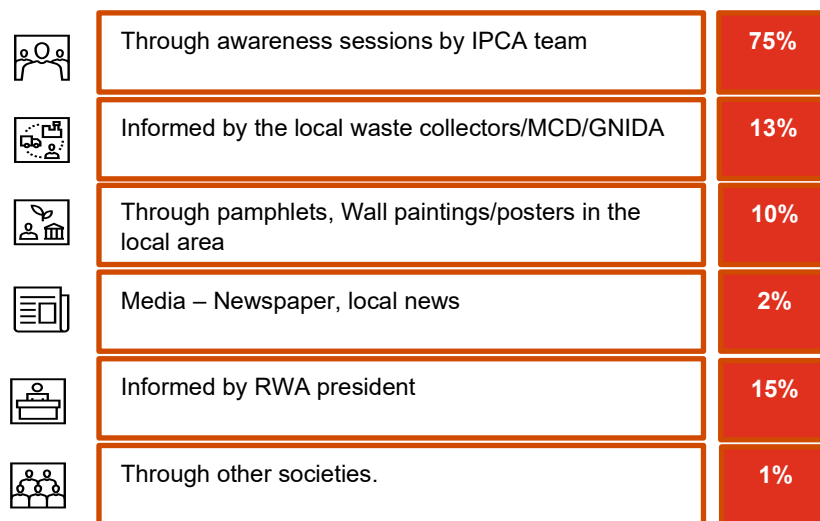 Through awareness sessions by IPCA team 75%
Informed by the local waste collectors/MCD/GNIDA 13%
Through pamphlets, Wall paintings/posters in the 10%
local area
Media – Newspaper, local news 2%
Informed by RWA president 15%
Through other societies. 1%